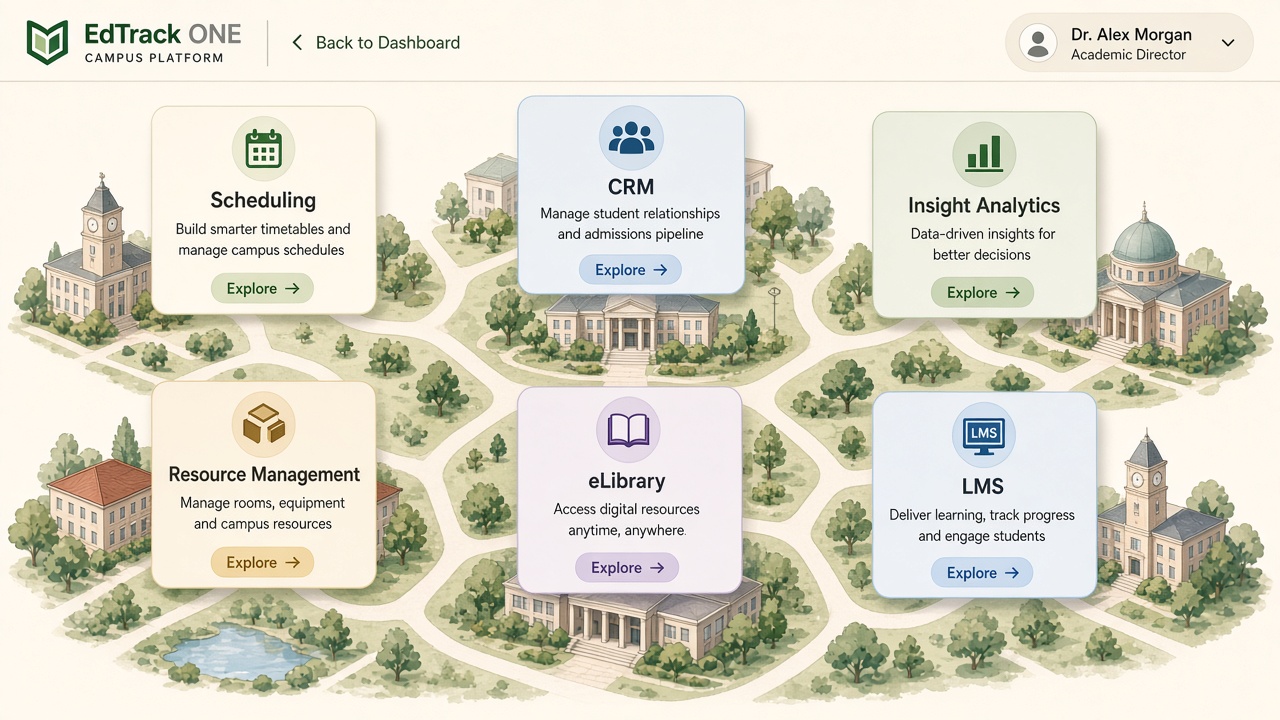 EdTrack ONE
CAMPUS PLATFORM
Back to Dashboard
Dr. Alex Morgan
Academic Director
Scheduling
Build smarter timetables and
manage campus schedules
Explore →
CRM
Manage student relationships
and admissions pipeline
Explore →
Insight Analytics
Data-driven insights for
better decisions
Explore →
Resource Management
Manage rooms, equipment
and campus resources
Explore →
eLibrary
Access digital resources
anytime, anywhere.
Explore →
LMS
LMS
Deliver learning, track progress
and engage students
Explore →